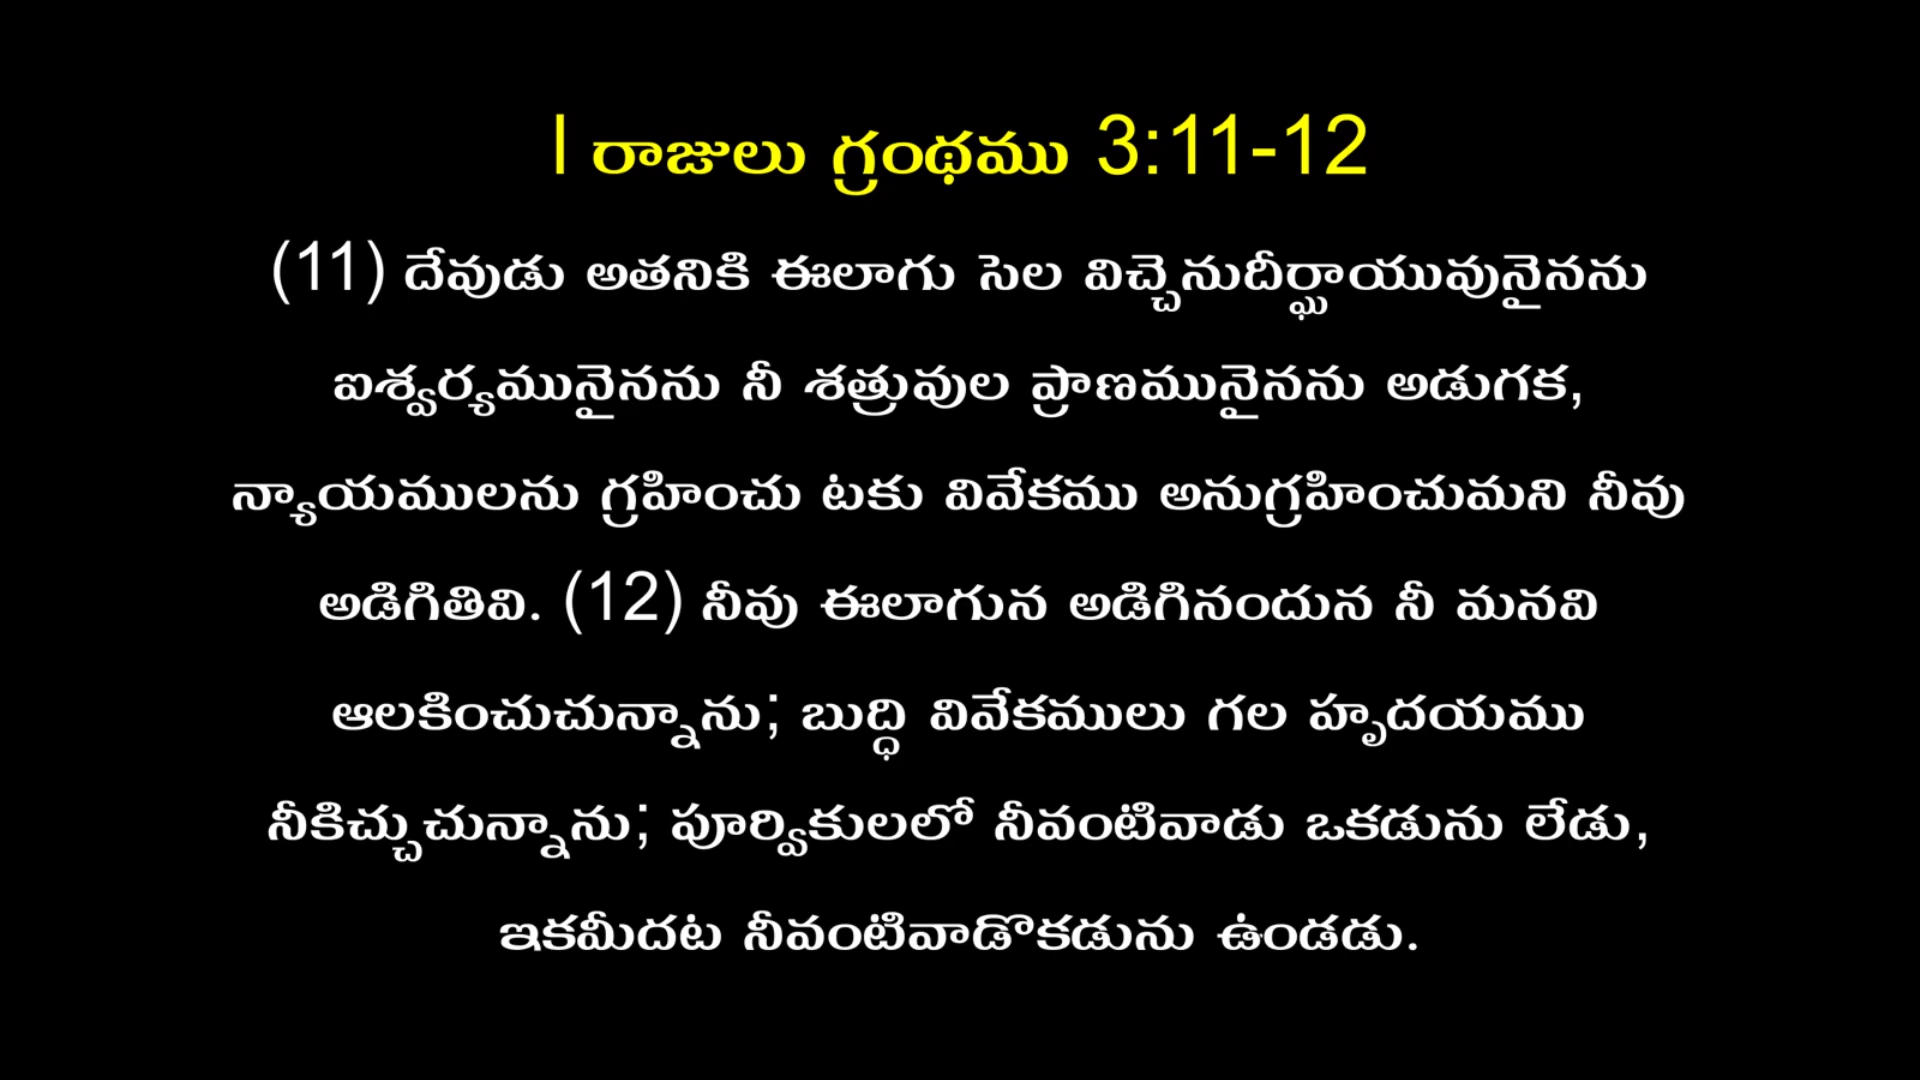 I రాజులు గ్రంథము 3:11-12
(11) దేవుడు అతనికి ఈలాగు సెల విచ్చెనుదీర్ఘాయువునైనను
ఐశ్వర్యమునైనను నీ శత్రువుల ప్రాణమునైనను అడుగక,
న్యాయములను గ్రహించు టకు వివేకము అనుగ్రహించుమని నీవు
అడిగితివి. (12) నీవు ఈలాగున అడిగినందున నీ మనవి
ఆలకించుచున్నాను; బుద్ధి వివేకములు గల హృదయము
నీకిచ్చుచున్నాను; పూర్వికులలో నీవంటివాడు ఒకడును లేడు,
ఇకమీదట నీవంటివాడొకడును ఉండడు.